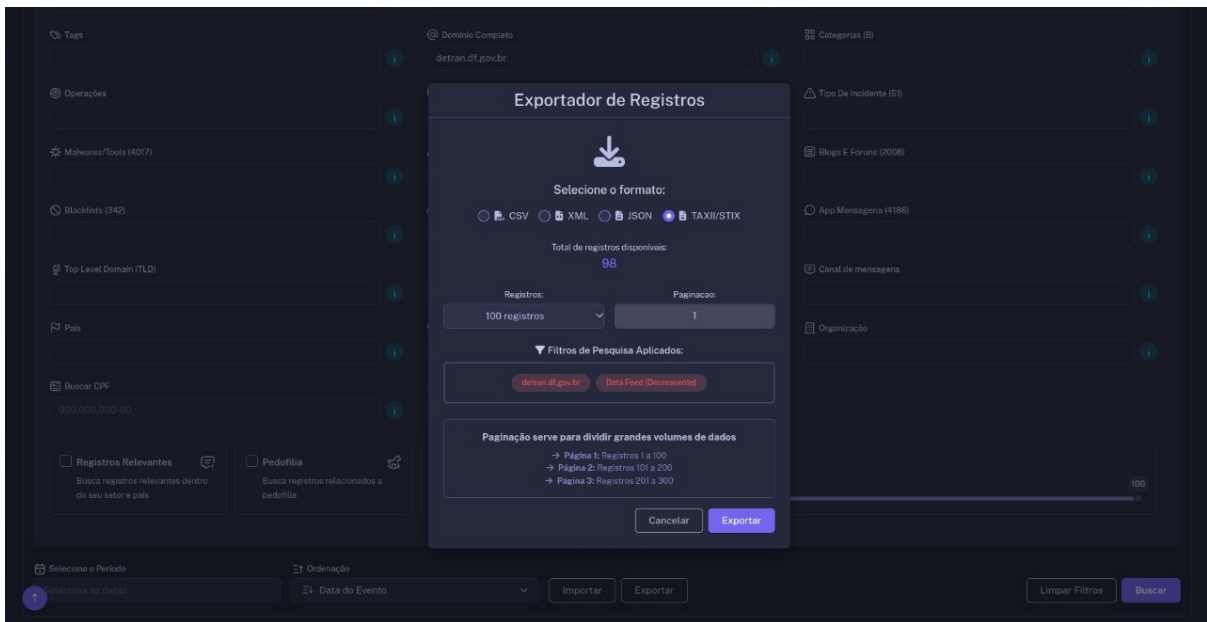 Tags
Domínio Completo
Categorias (8)
detran.df.gov.br
Operações
Exportador de Registros
Tipo De Incidente (51)
Malwares/Tools (4017)
Blogs E Fóruns (2008)
Selecione o formato:
CSV XML JSON TAXII/STIX
Blacklists (342)
App Mensageria (4186)
Total de registros disponíveis:
98
Top Level Domain (TLD)
Canal de mensagens
Registros: Paginacao:
100 registros 1
País
Organização
Filtros de Pesquisa Aplicados:
detran.df.gov.br Data Feed (Decrescente)
Buscar CPF
000.000.000-00
Paginação serve para dividir grandes volumes de dados
→ Página 1: Registros 1 a 100
→ Página 2: Registros 101 a 200
→ Página 3: Registros 201 a 300
Registros Relevantes
Busca registros relevantes dentro
do seu setor e país
Pedofilia
Busca registros relacionados a
pedofilia
100
Cancelar Exportar
Selecione o Período
Ordenação
Selecione as datas
Data do Evento
Importar Exportar
Limpar Filtros Buscar